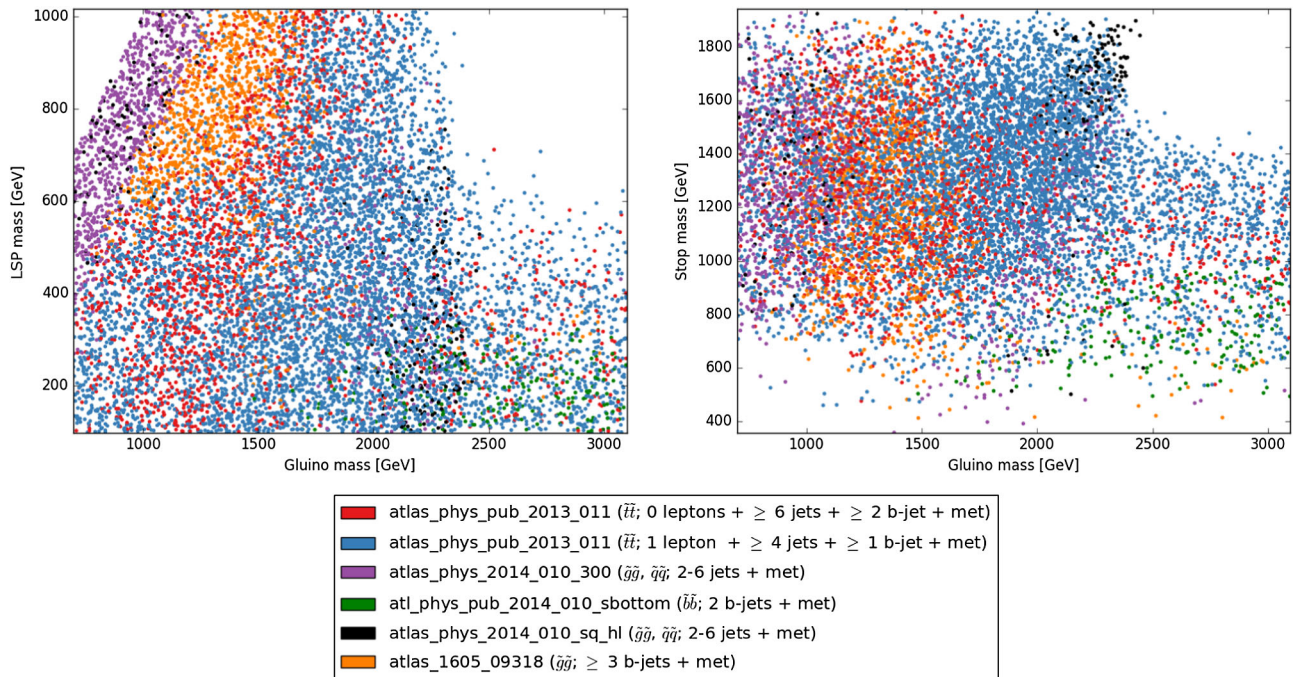 1000
800
600
400
200
LSP mass [GeV]
1000 1500 2000 2500 3000
Gluino mass [GeV]
1800
1600
1400
1200
1000
800
600
400
Stop mass [GeV]
1000 1500 2000 2500 3000
Gluino mass [GeV]
atlas_phys_pub_2013_011 (t̃t̃; 0 leptons + ≥ 6 jets + ≥ 2 b-jet + met)
atlas_phys_pub_2013_011 (t̃t̃; 1 lepton + ≥ 4 jets + ≥ 1 b-jet + met)
atlas_phys_2014_010_300 (g̃g̃, q̃q̃; 2-6 jets + met)
atl_phys_pub_2014_010_sbottom (b̃b̃; 2 b-jets + met)
atlas_phys_2014_010_sq_hl (g̃g̃, q̃q̃; 2-6 jets + met)
atlas_1605_09318 (g̃g̃; ≥ 3 b-jets + met)